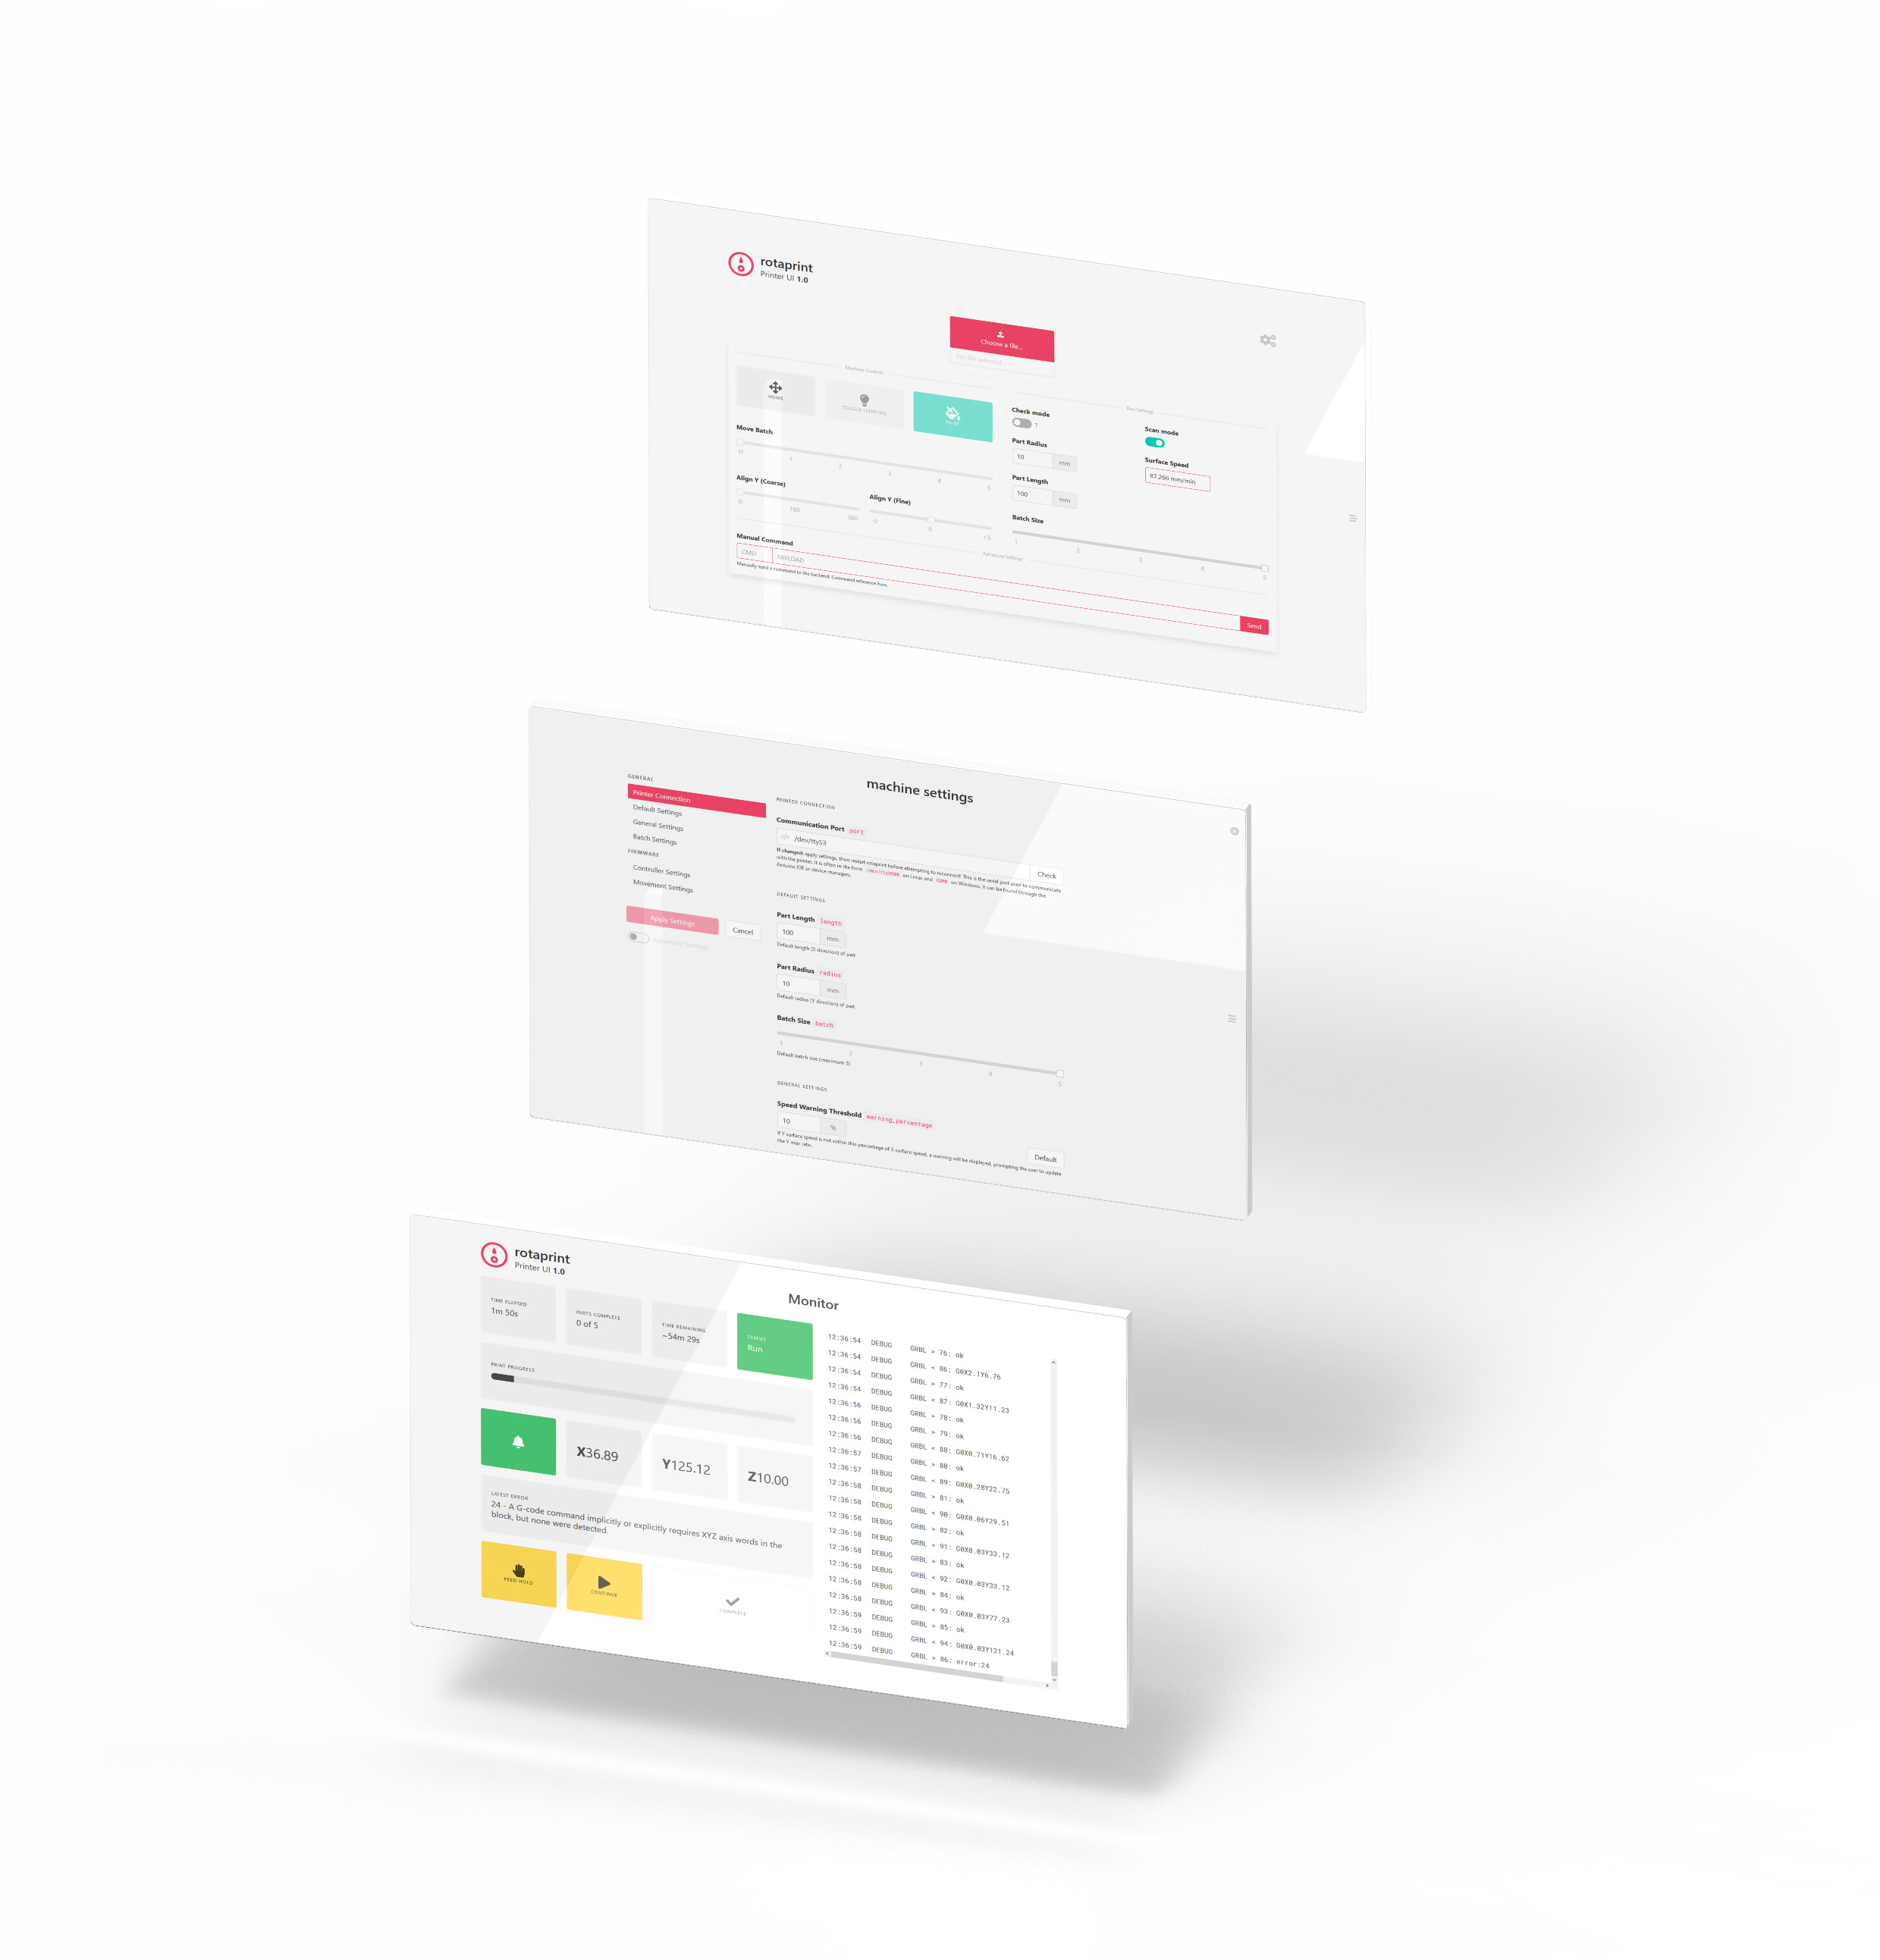 rotaprint
Printer UI 1.0
Choose a file...
No file selected...
Machine Controls
HOME
TOGGLE LIGHTING
PRINT
Move Batch
H
1
2
3
4
5
Align Y (Coarse)
0
180
360
Align Y (Fine)
-5
0
+5
Run Settings
Check mode
Scan mode
Part Radius
10
mm
Surface Speed
87.266 mm/min
Part Length
100
mm
Batch Size
1
2
3
4
5
Advanced Settings
Manual Command
CMD
PAYLOAD
Send
Manually send a command to the backend. Command reference here.
machine settings
GENERAL
Printer Connection
Default Settings
General Settings
Batch Settings
FIRMWARE
Controller Settings
Movement Settings
Apply Settings
Cancel
Advanced Settings
PRINTER CONNECTION
Communication Port port
</> /dev/ttyS3
Check
If changed: apply settings, then restart rotaprint before attempting to reconnect. This is the serial port used to communicate
with the printer. It is often in the form /dev/ttyUSB0 on Linux and COM0 on Windows. It can be found through the
Arduino IDE or device managers.
DEFAULT SETTINGS
Part Length length
100
mm
Default length (X direction) of part
Part Radius radius
10
mm
Default radius (Y direction) of part
Batch Size batch
1
2
3
4
5
Default batch size (maximum 5)
GENERAL SETTINGS
Speed Warning Threshold warning_percentage
10
%
Default
If Y surface speed is not within this percentage of X surface speed, a warning will be displayed, prompting the user to update
the Y max rate.
rotaprint
Printer UI 1.0
Monitor
TIME ELAPSED
1m 50s
PARTS COMPLETE
0 of 5
TIME REMAINING
~54m 29s
STATUS
Run
PRINT PROGRESS
X36.89
Y125.12
Z10.00
LATEST ERROR
24 - A G-code command implicitly or explicitly requires XYZ axis words in the
block, but none were detected.
FEED HOLD
CONTINUE
COMPLETE
12:36:54 DEBUG GRBL > 76: ok
12:36:54 DEBUG GRBL < 86: G0X2.1Y6.76
12:36:54 DEBUG GRBL > 77: ok
12:36:54 DEBUG GRBL < 87: G0X1.32Y11.23
12:36:56 DEBUG GRBL > 78: ok
12:36:56 DEBUG GRBL > 79: ok
12:36:56 DEBUG GRBL < 88: G0X0.71Y16.62
12:36:57 DEBUG GRBL > 80: ok
12:36:57 DEBUG GRBL < 89: G0X0.28Y22.75
12:36:58 DEBUG GRBL > 81: ok
12:36:58 DEBUG GRBL < 90: G0X0.06Y29.51
12:36:58 DEBUG GRBL > 82: ok
12:36:58 DEBUG GRBL < 91: G0X0.03Y33.12
12:36:58 DEBUG GRBL > 83: ok
12:36:58 DEBUG GRBL < 92: G0X0.03Y33.12
12:36:58 DEBUG GRBL > 84: ok
12:36:58 DEBUG GRBL < 93: G0X0.03Y77.23
12:36:59 DEBUG GRBL > 85: ok
12:36:59 DEBUG GRBL < 94: G0X0.03Y121.24
12:36:59 DEBUG GRBL > 86: error:24